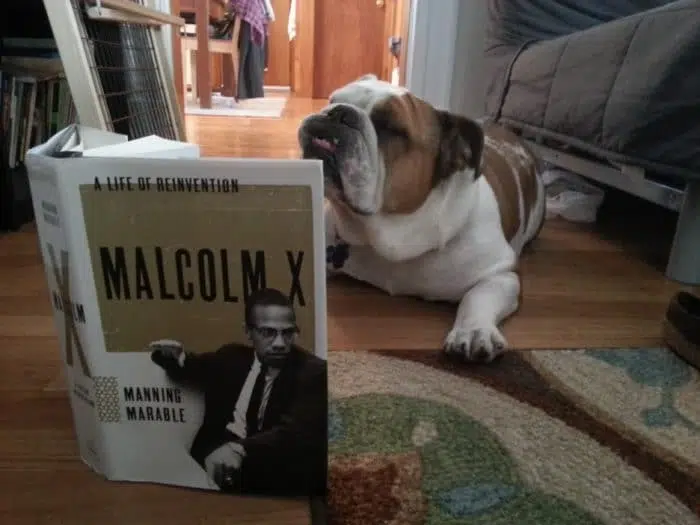 A LIFE OF REINVENTION
MALCOLM X
MANNING
MARABLE